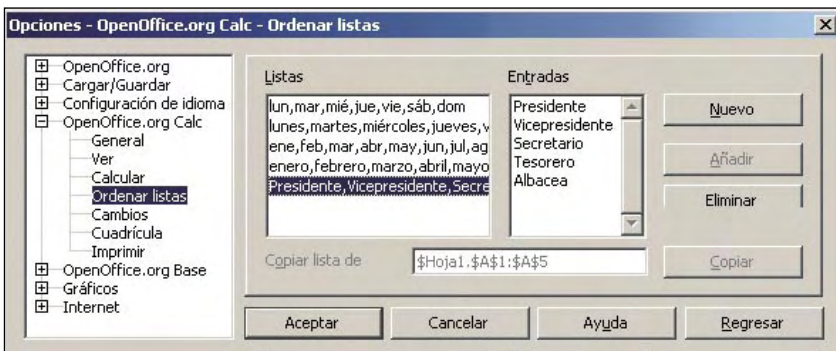 Opciones - OpenOffice.org Calc - Ordenar listas
OpenOffice.org
Cargar/Guardar
Configuración de idioma
OpenOffice.org Calc
General
Ver
Calcular
Ordenar listas
Cambios
Cuadrícula
Imprimir
OpenOffice.org Base
Gráficos
Internet
Listas
lun,mar,mié,jue,vie,sáb,dom
lunes,martes,miércoles,jueves,v
ene,feb,mar,abr,may,jun,jul,ag
enero,febrero,marzo,abril,mayo
Presidente,Vicepresidente,Secre
Entradas
Presidente
Vicepresidente
Secretario
Tesorero
Albacea
Nuevo
Añadir
Eliminar
Copiar lista de
$Hoja1.$A$1:$A$5
Copiar
Aceptar
Cancelar
Ayuda
Regresar